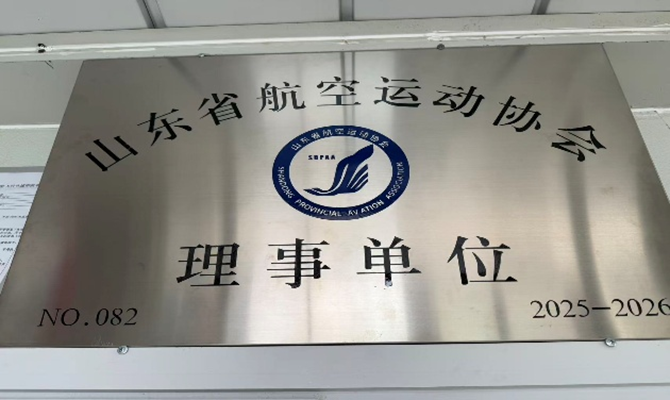 山东省航空运动协会
山东省航空运动协会
SDPAA
SHANDONG PROVINCIAL AVIATION ASSOCIATION
理事单位
NO.082
2025-2026